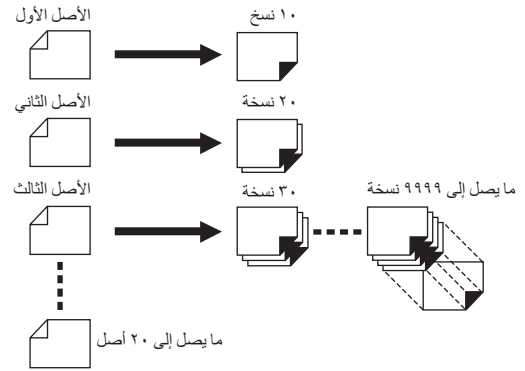 الأصل الأول
١٠ نسخ
الأصل الثاني
٢٠ نسخة
الأصل الثالث
٣٠ نسخة
ما يصل إلى ٩٩٩٩ نسخة
ما يصل إلى ٢٠ أصل